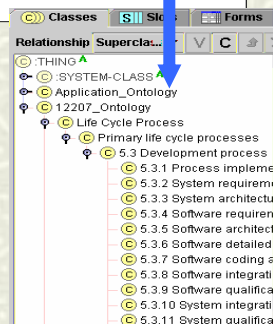 Classes Slo Forms
Relationship Supercla... V C
:THING A
:SYSTEM-CLASS A
Application_Ontology
12207_Ontology
Life Cycle Process
Primary life cycle processes
5.3 Development process
5.3.1 Process impleme
5.3.2 System requireme
5.3.3 System architectu
5.3.4 Software requiren
5.3.5 Software architect
5.3.6 Software detailed
5.3.7 Software coding a
5.3.8 Software integrati
5.3.9 Software qualifica
5.3.10 System integrati
5.3.11 System qualifica